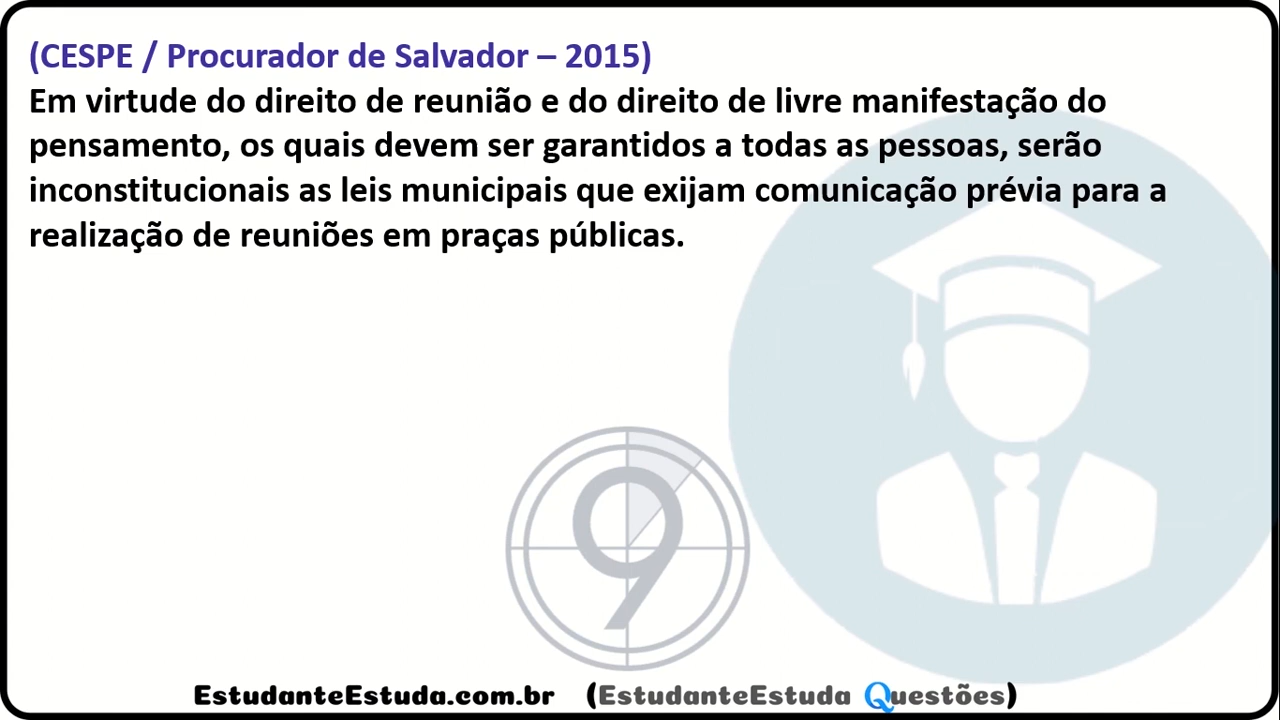 (CESPE / Procurador de Salvador – 2015)
Em virtude do direito de reunião e do direito de livre manifestação do
pensamento, os quais devem ser garantidos a todas as pessoas, serão
inconstitucionais as leis municipais que exijam comunicação prévia para a
realização de reuniões em praças públicas.
9
EstudanteEstuda.com.br (EstudanteEstuda Questões)